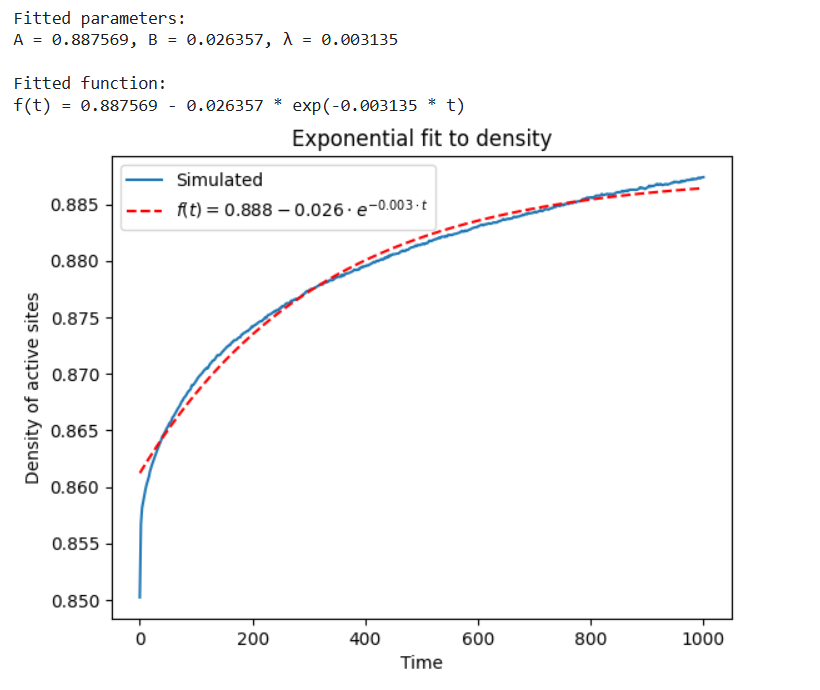 Fitted parameters:
A = 0.887569, B = 0.026357, λ = 0.003135
Fitted function:
f(t) = 0.887569 - 0.026357 * exp(-0.003135 * t)
Exponential fit to density
Simulated
f(t) = 0.888 − 0.026 · e^{−0.003·t}
0.885
0.880
0.875
0.870
0.865
0.860
0.855
0.850
Density of active sites
0 200 400 600 800 1000
Time